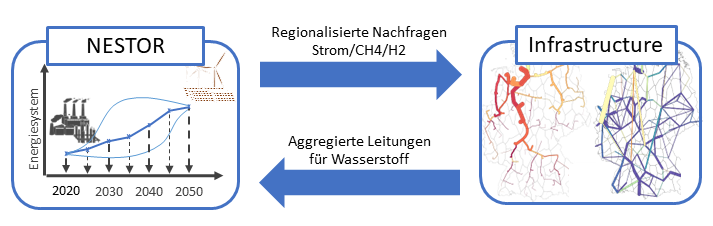 NESTOR
Energiesystem
2020 2030 2040 2050
Regionalisierte Nachfragen
Strom/CH4/H2
Aggregierte Leitungen
für Wasserstoff
Infrastructure